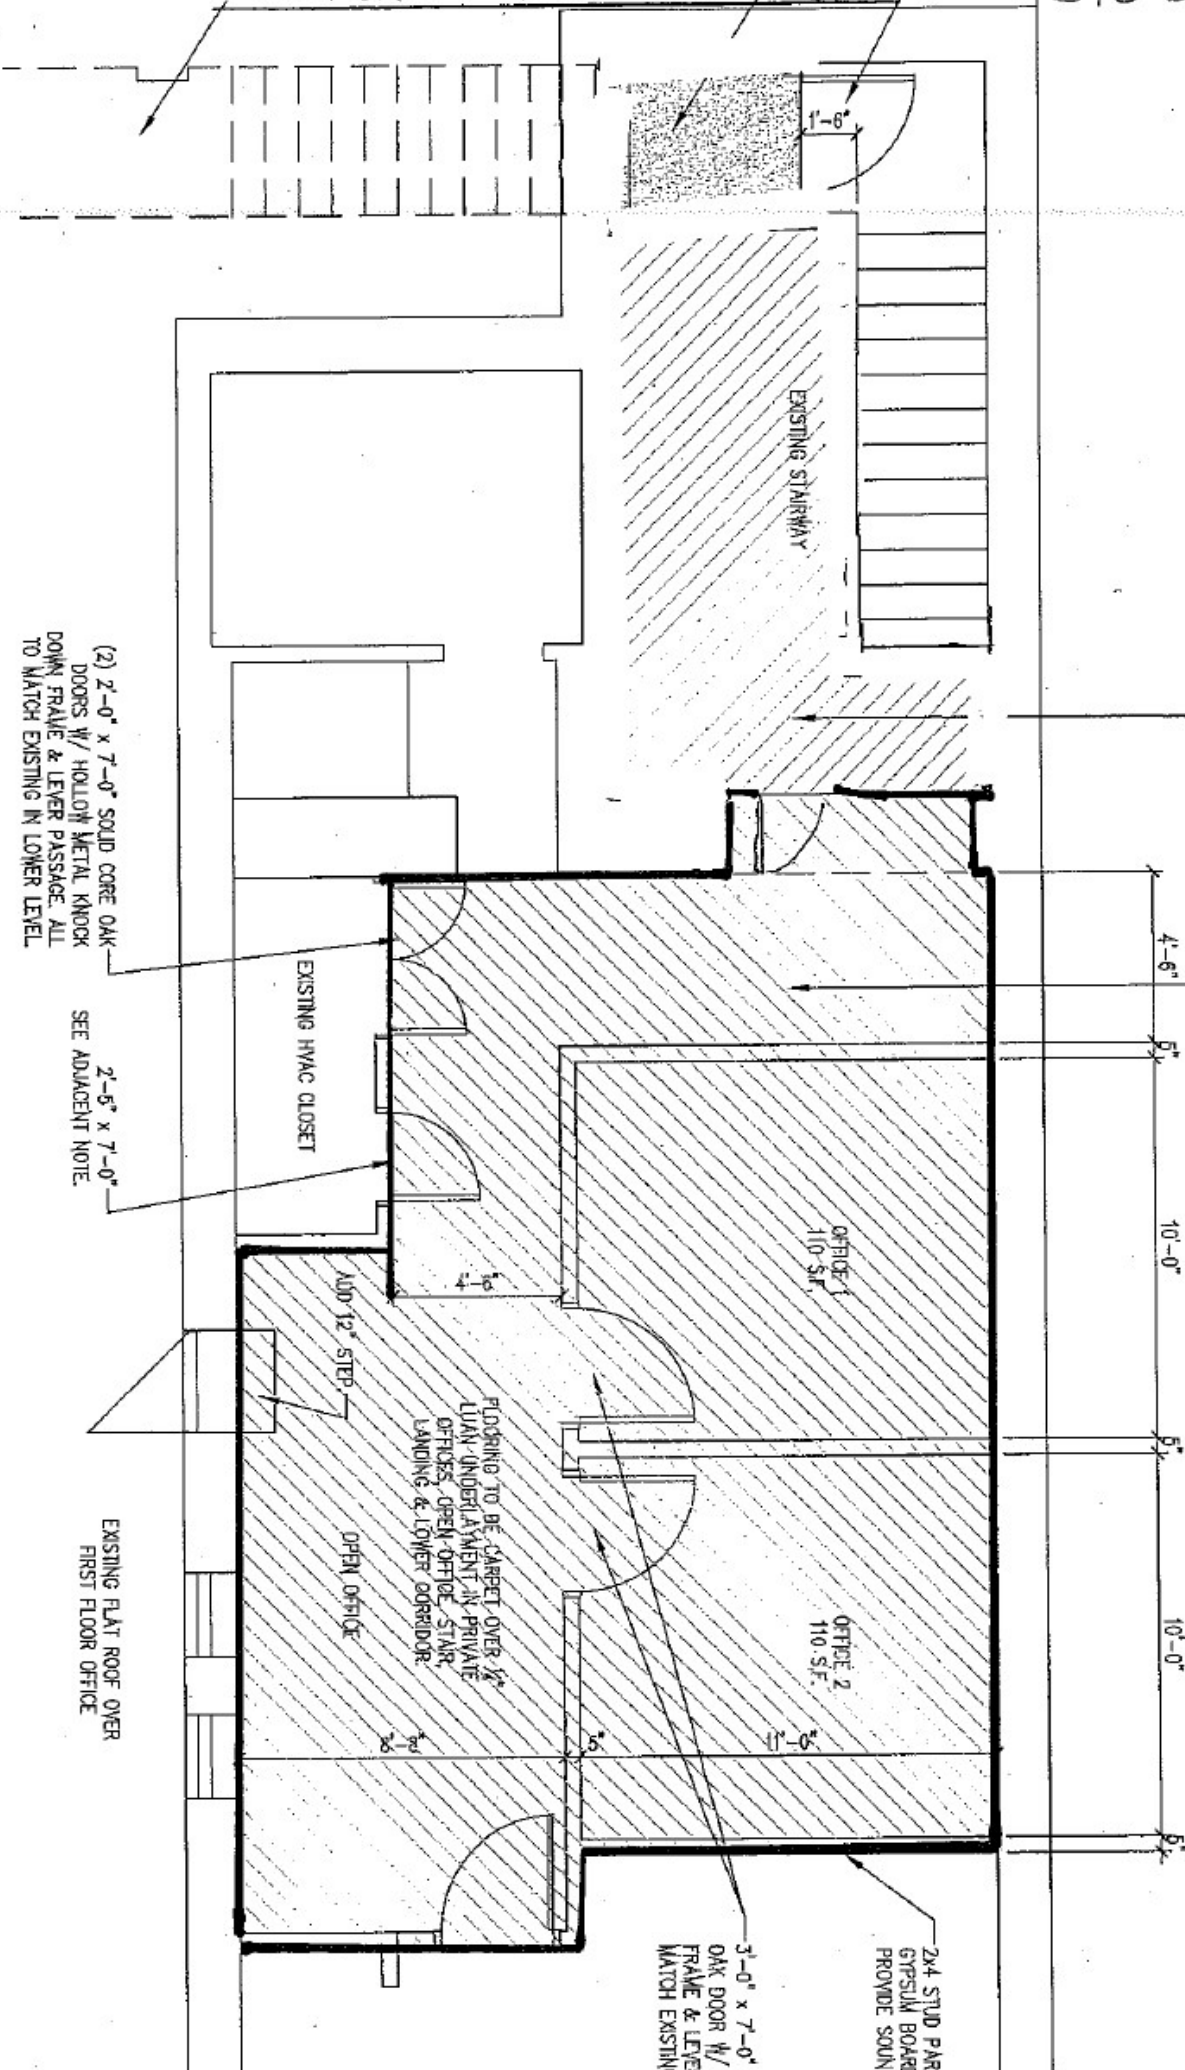 1'-6"
EXISTING STAIRWAY
4'-6"
5"
10'-0"
5"
10'-0"
5"
OFFICE 1
110 S.F.
OFFICE 2
110 S.F.
11'-0"
5"
8'-8"
4'-6"
(2) 2'-0" x 7'-0" SOLID CORE OAK
DOORS W/ HOLLOW METAL KNOCK
DOWN FRAME & LEVER PASSAGE. ALL
TO MATCH EXISTING IN LOWER LEVEL.
2'-5" x 7'-0"
SEE ADJACENT NOTE.
EXISTING HVAC CLOSET
ADD 12" STEP.
FLOORING TO BE CARPET OVER ¼"
LUAN UNDERLAYMENT IN PRIVATE
OFFICES, OPEN OFFICE, STAIR,
LANDING & LOWER CORRIDOR.
OPEN OFFICE
EXISTING FLAT ROOF OVER
FIRST FLOOR OFFICE
3'-0" x 7'-0"
OAK DOOR W/
FRAME & LEVE
MATCH EXISTIN
2x4 STUD PAR
GYPSUM BOAR
PROVIDE SOUN